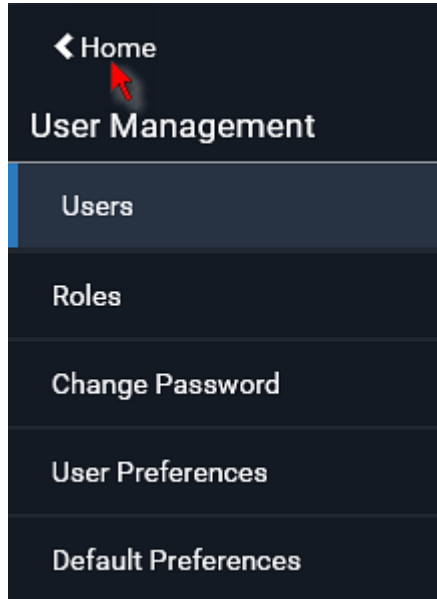 Home
User Management
Users
Roles
Change Password
User Preferences
Default Preferences